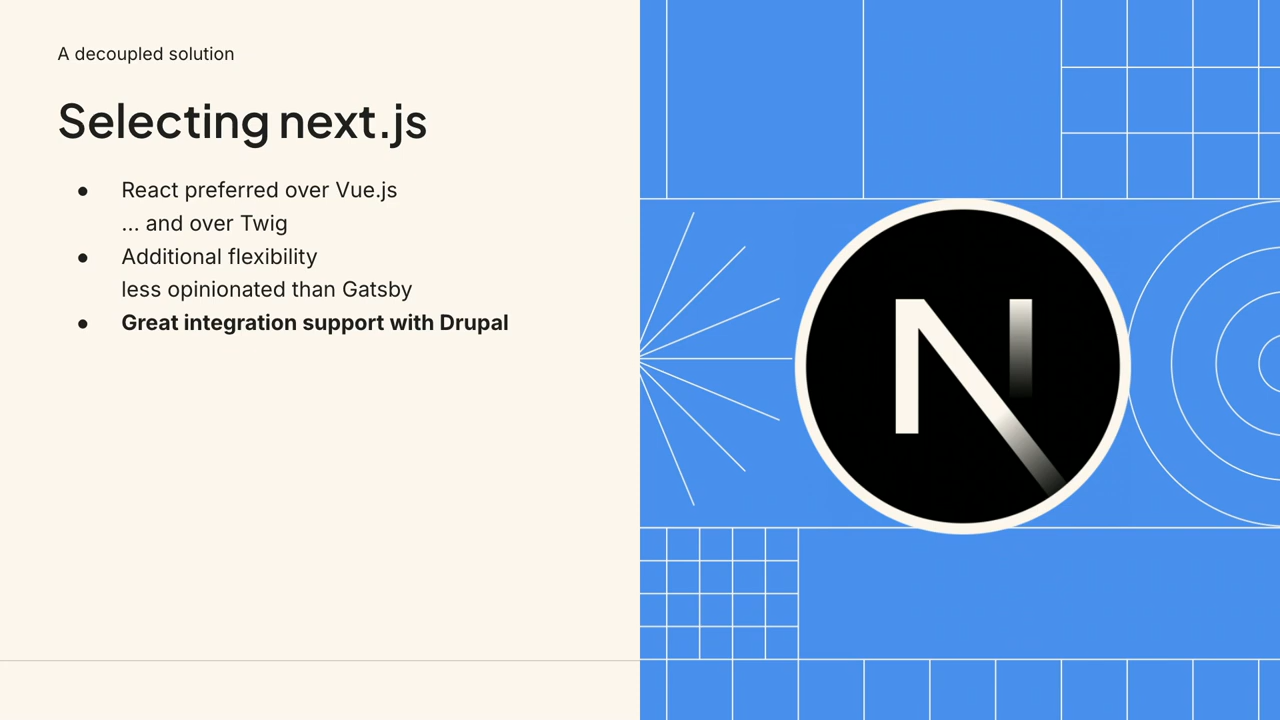 A decoupled solution
Selecting next.js
● React preferred over Vue.js
... and over Twig
● Additional flexibility
less opinionated than Gatsby
● Great integration support with Drupal
N